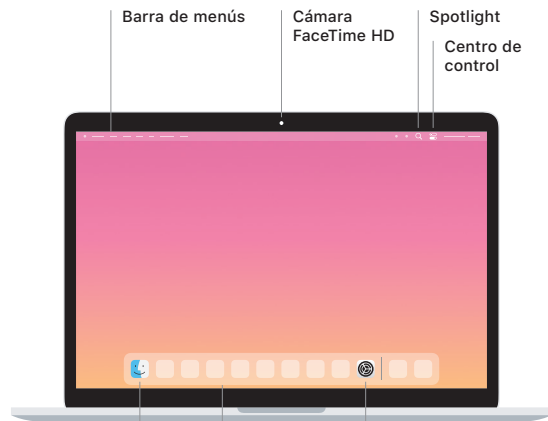 Barra de menús
Cámara
FaceTime HD
Spotlight
Centro de
control